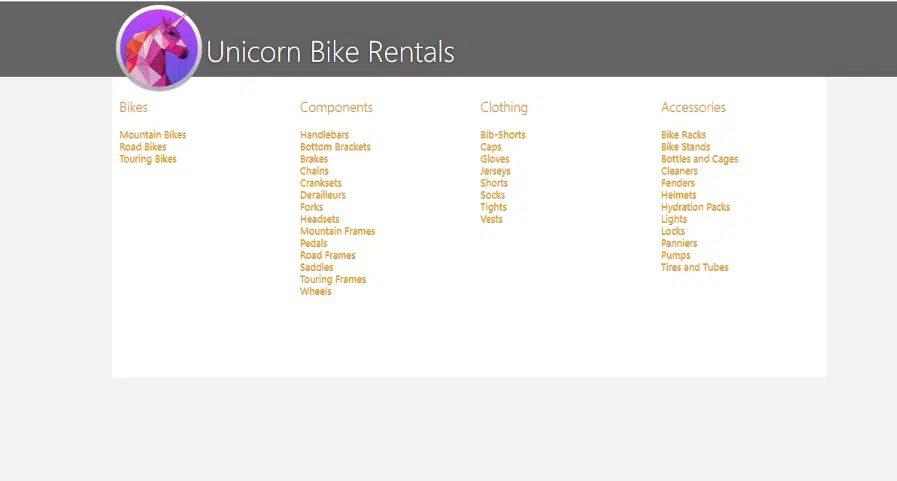 Unicorn Bike Rentals
Bikes
Mountain Bikes
Road Bikes
Touring Bikes
Components
Handlebars
Bottom Brackets
Brakes
Chains
Cranksets
Derailleurs
Forks
Headsets
Mountain Frames
Pedals
Road Frames
Saddles
Touring Frames
Wheels
Clothing
Bib-Shorts
Caps
Gloves
Jerseys
Shorts
Socks
Tights
Vests
Accessories
Bike Racks
Bike Stands
Bottles and Cages
Cleaners
Fenders
Helmets
Hydration Packs
Lights
Locks
Panniers
Pumps
Tires and Tubes